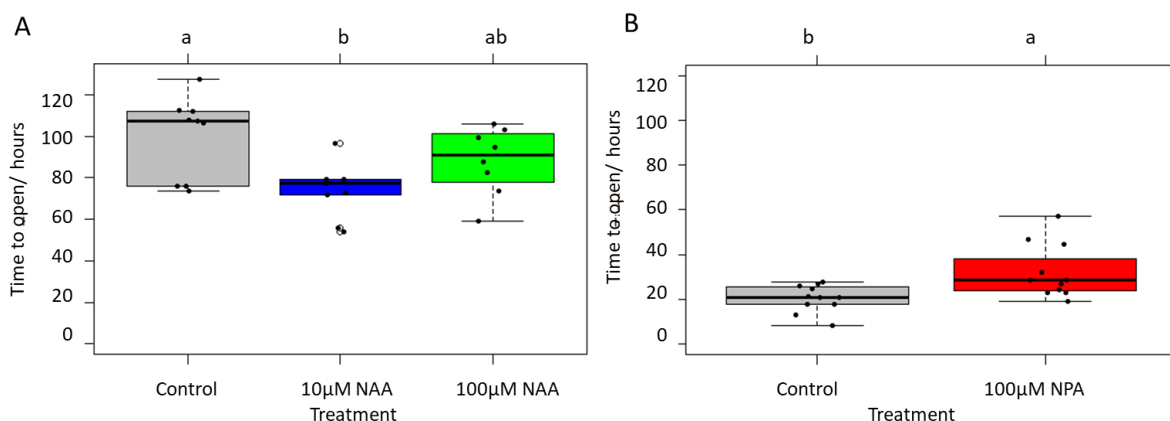 A
a b ab
Time to open/ hours
120
100
80
60
40
20
0
Control 10µM NAA 100µM NAA
Treatment
B
b a
Time to open/ hours
120
100
80
60
40
20
0
Control 100µM NPA
Treatment